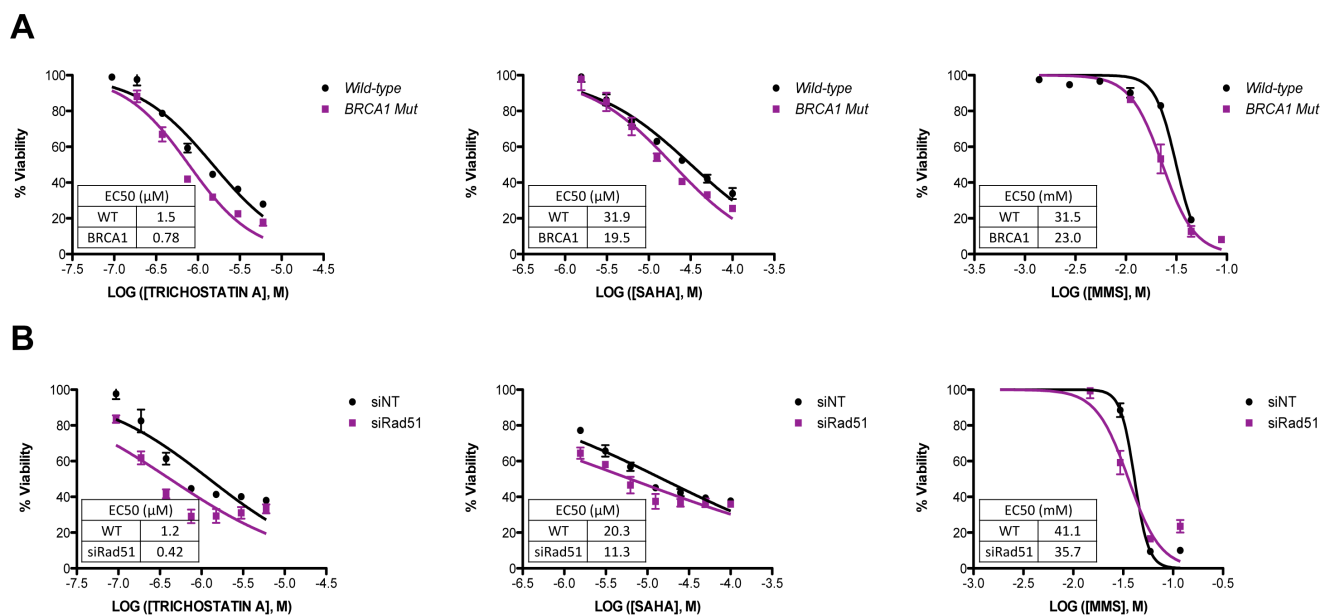 A
100
80
60
40
20
0
% Viability
EC50 (µM)
WT 1.5
BRCA1 0.78
-7.5 -7.0 -6.5 -6.0 -5.5 -5.0 -4.5
LOG ([TRICHOSTATIN A], M)
Wild-type
BRCA1 Mut
100
80
60
40
20
0
% Viability
EC50 (µM)
WT 31.9
BRCA1 19.5
-6.0 -5.5 -5.0 -4.5 -4.0 -3.5
LOG ([SAHA], M)
Wild-type
BRCA1 Mut
100
80
60
40
20
0
% Viability
EC50 (mM)
WT 31.5
BRCA1 23.0
-3.5 -3.0 -2.5 -2.0 -1.5 -1.0
LOG ([MMS], M)
Wild-type
BRCA1 Mut
B
100
80
60
40
20
0
% Viability
EC50 (µM)
WT 1.2
siRad51 0.42
-7.5 -7.0 -6.5 -6.0 -5.5 -5.0 -4.5
LOG ([TRICHOSTATIN A], M)
siNT
siRad51
100
80
60
40
20
0
% Viability
EC50 (µM)
WT 20.3
siRad51 11.3
-6.5 -6.0 -5.5 -5.0 -4.5 -4.0 -3.5
LOG ([SAHA], M)
siNT
siRad51
100
80
60
40
20
0
% Viability
EC50 (mM)
WT 41.1
siRad51 35.7
-3.0 -2.5 -2.0 -1.5 -1.0 -0.5
LOG ([MMS], M)
siNT
siRad51